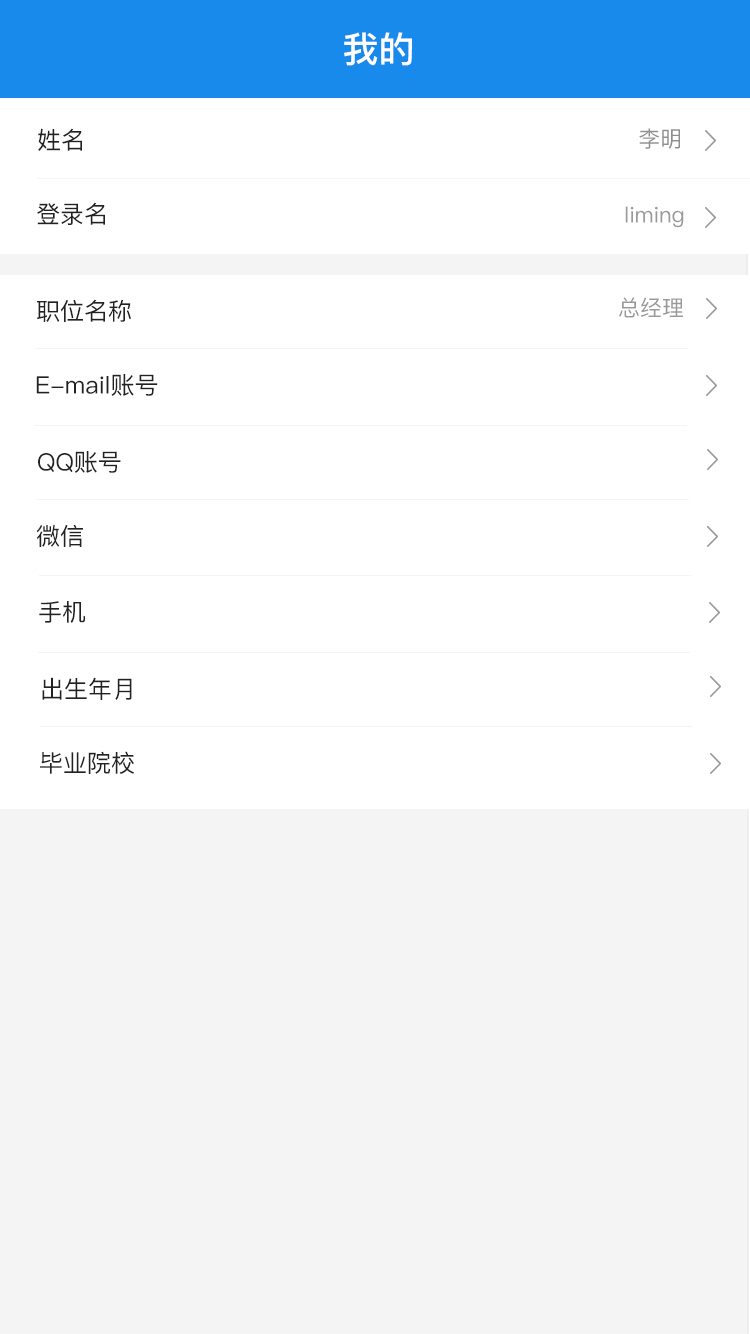 我的
姓名 李明
登录名 liming
职位名称 总经理
E-mail账号
QQ账号
微信
手机
出生年月
毕业院校